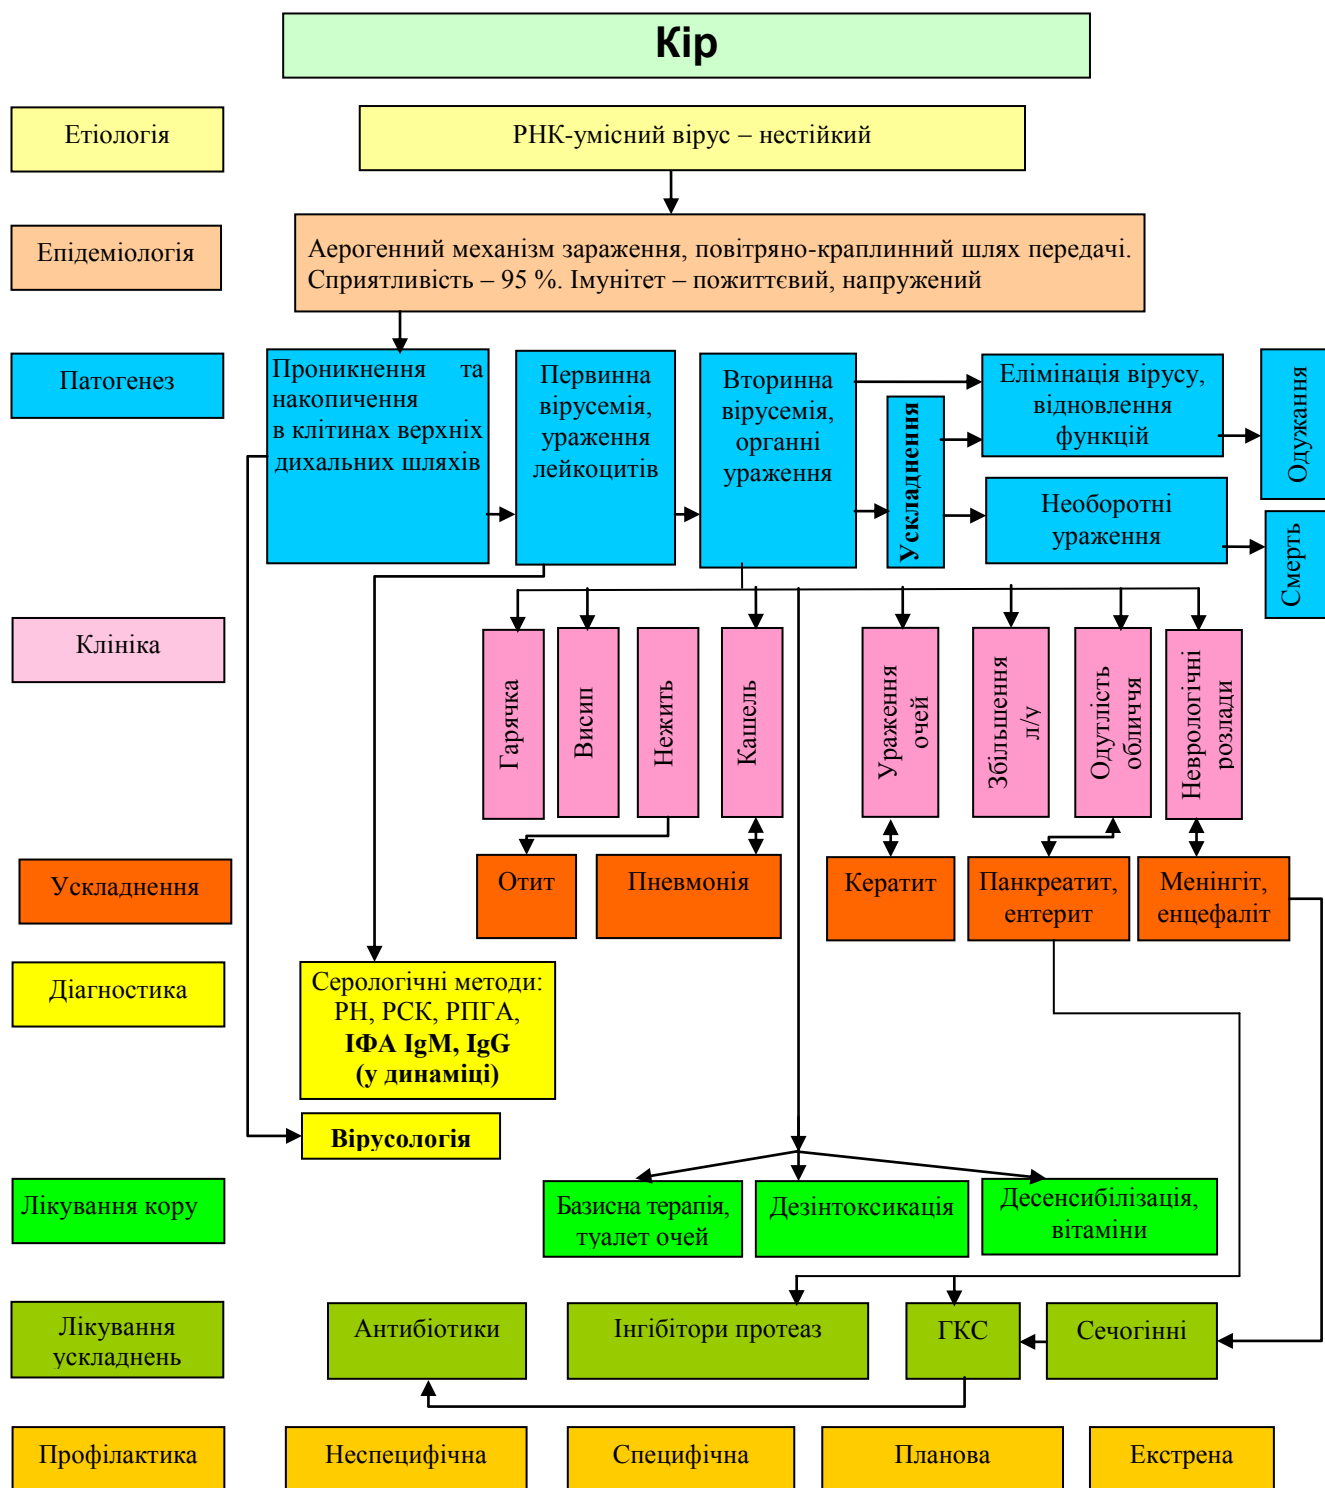 Кір
Етіологія
РНК-умісний вірус – нестійкий
Епідеміологія
Аерогенний механізм зараження, повітряно-краплинний шлях передачі.
Сприятливість – 95 %. Імунітет – пожиттєвий, напружений
Патогенез
Проникнення та
накопичення
в клітинах верхніх
дихальних шляхів
Первинна
вірусемія,
ураження
лейкоцитів
Вторинна
вірусемія,
органні
ураження
Ускладнення
Елімінація вірусу,
відновлення
функцій
Одужання
Необоротні
ураження
Смерть
Клініка
Гарячка
Висип
Нежить
Кашель
Ураження
очей
Збільшення
л/у
Одутлість
обличчя
Неврологічні
розлади
Ускладнення
Отит
Пневмонія
Кератит
Панкреатит,
ентерит
Менінгіт,
енцефаліт
Діагностика
Серологічні методи:
РН, РСК, РПГА,
ІФА IgM, IgG
(у динаміці)
Вірусологія
Лікування кору
Базисна терапія,
туалет очей
Дезінтоксикація
Десенсибілізація,
вітаміни
Лікування
ускладнень
Антибіотики
Інгібітори протеаз
ГКС
Сечогінні
Профілактика
Неспецифічна
Специфічна
Планова
Екстрена